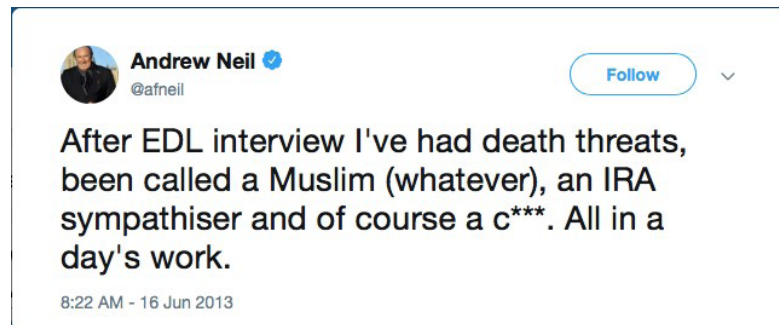 Andrew Neil
@afneil
Follow
After EDL interview I've had death threats,
been called a Muslim (whatever), an IRA
sympathiser and of course a c***. All in a
day's work.
8:22 AM - 16 Jun 2013